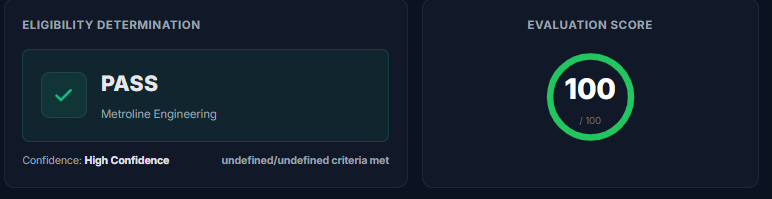 ELIGIBILITY DETERMINATION
PASS
Metroline Engineering
Confidence: High Confidence
undefined/undefined criteria met
EVALUATION SCORE
100
/ 100